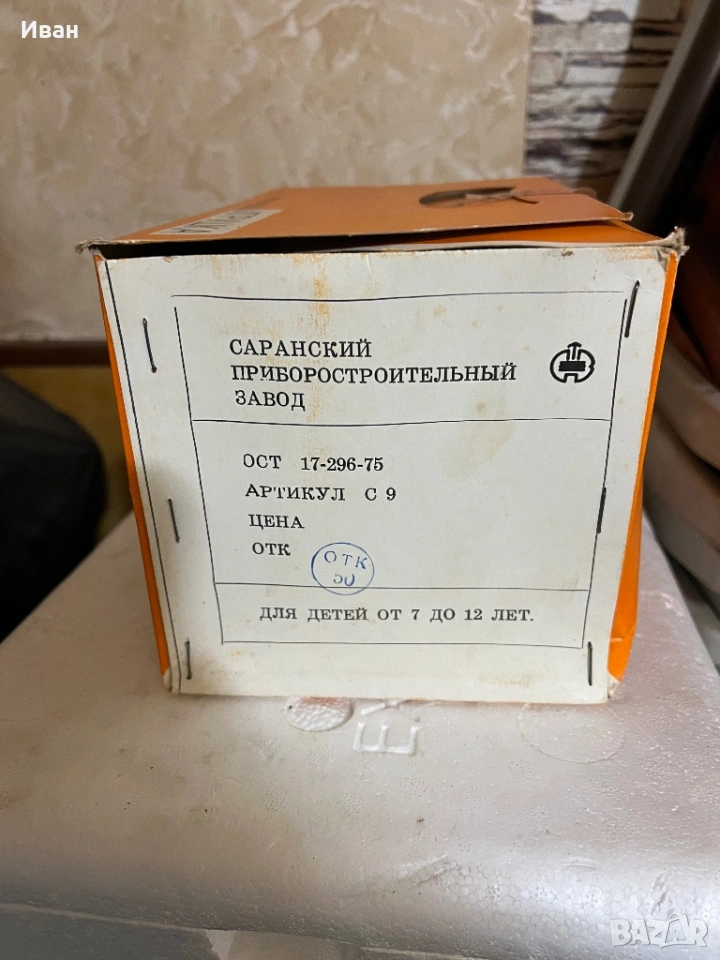 Иван
САРАНСКИЙ
ПРИБОРОСТРОИТЕЛЬНЫЙ
ЗАВОД
ОСТ 17-296-75
АРТИКУЛ С 9
ЦЕНА
ОТК
ОТК
50
ДЛЯ ДЕТЕЙ ОТ 7 ДО 12 ЛЕТ.
BAZAR